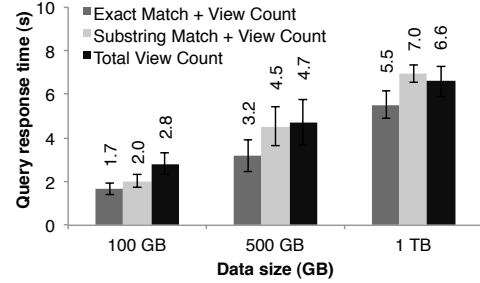 Query response time (s)
10
8
6
4
2
0
Exact Match + View Count
Substring Match + View Count
Total View Count
1.7
2.0
2.8
3.2
4.5
4.7
5.5
7.0
6.6
100 GB
500 GB
1 TB
Data size (GB)